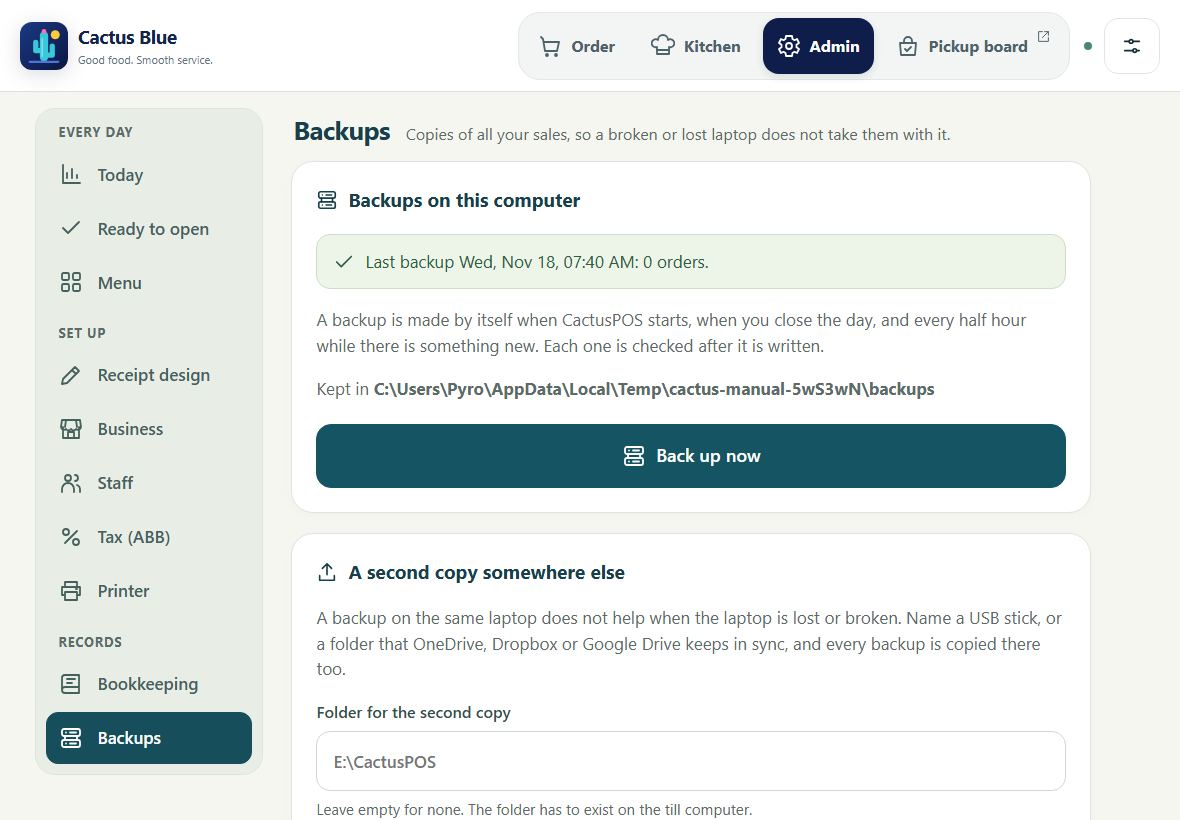 Cactus Blue
Good food. Smooth service.
Order
Kitchen
Admin
Pickup board
EVERY DAY
Today
Ready to open
Menu
SET UP
Receipt design
Business
Staff
Tax (ABB)
Printer
RECORDS
Bookkeeping
Backups
Backups
Copies of all your sales, so a broken or lost laptop does not take them with it.
Backups on this computer
Last backup Wed, Nov 18, 07:40 AM: 0 orders.
A backup is made by itself when CactusPOS starts, when you close the day, and every half hour
while there is something new. Each one is checked after it is written.
Kept in C:\Users\Pyro\AppData\Local\Temp\cactus-manual-5wS3wN\backups
Back up now
A second copy somewhere else
A backup on the same laptop does not help when the laptop is lost or broken. Name a USB stick, or
a folder that OneDrive, Dropbox or Google Drive keeps in sync, and every backup is copied there
too.
Folder for the second copy
E:\CactusPOS
Leave empty for none. The folder has to exist on the till computer.